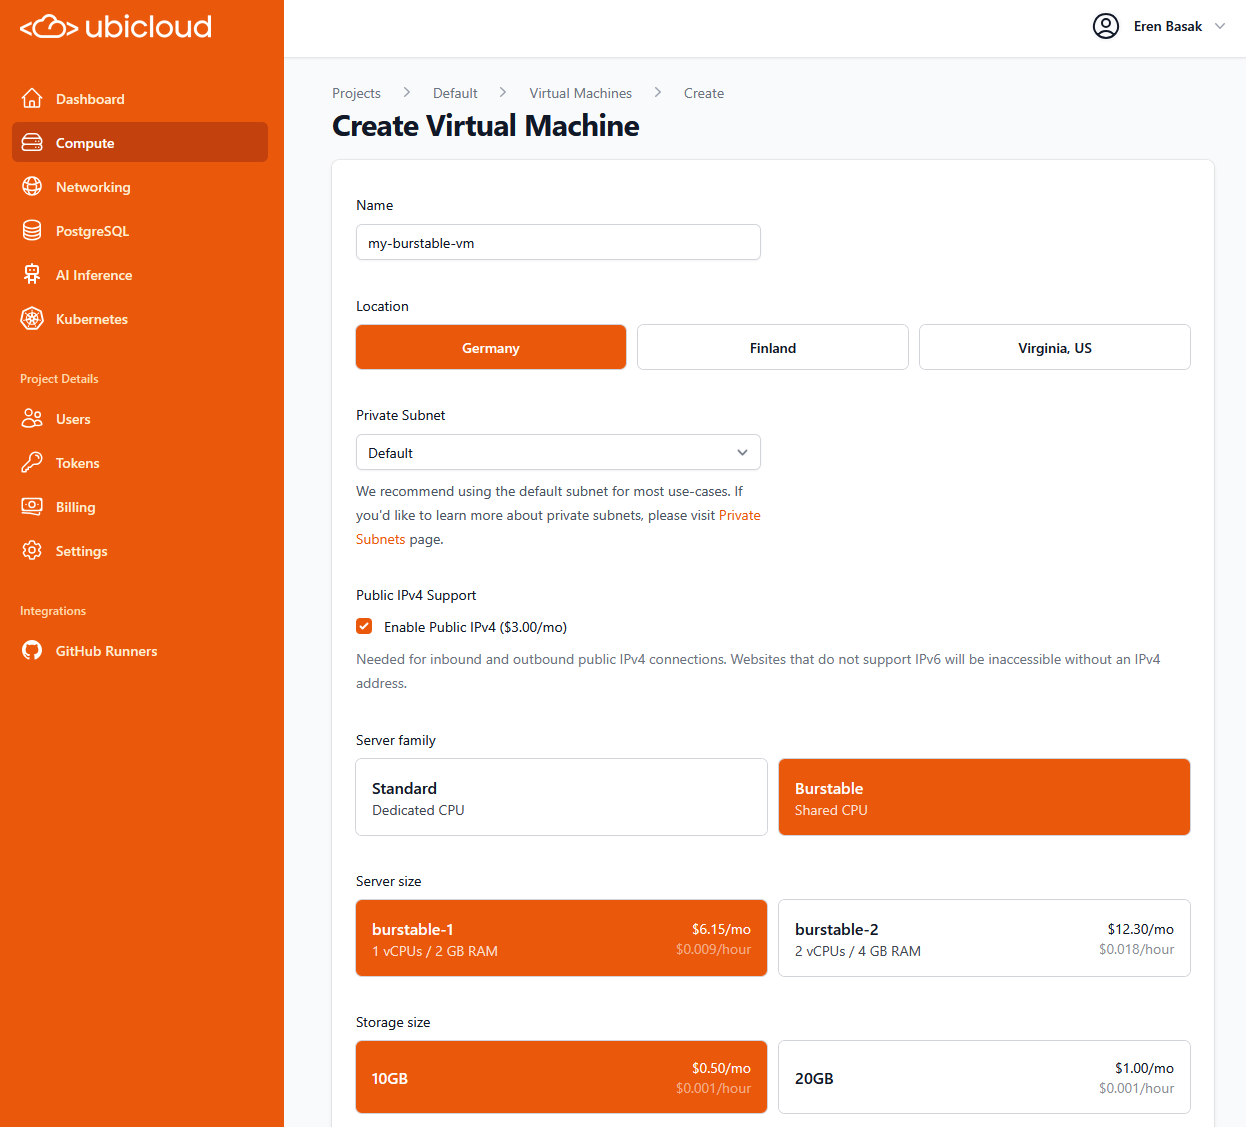 ubicloud
Eren Basak
Dashboard
Compute
Networking
PostgreSQL
AI Inference
Kubernetes
Project Details
Users
Tokens
Billing
Settings
Integrations
GitHub Runners
Projects > Default > Virtual Machines > Create
Create Virtual Machine
Name
my-burstable-vm
Location
Germany Finland Virginia, US
Private Subnet
Default
We recommend using the default subnet for most use-cases. If
you'd like to learn more about private subnets, please visit Private
Subnets page.
Public IPv4 Support
Enable Public IPv4 ($3.00/mo)
Needed for inbound and outbound public IPv4 connections. Websites that do not support IPv6 will be inaccessible without an IPv4
address.
Server family
Standard
Dedicated CPU
Burstable
Shared CPU
Server size
burstable-1 $6.15/mo
1 vCPUs / 2 GB RAM $0.009/hour
burstable-2 $12.30/mo
2 vCPUs / 4 GB RAM $0.018/hour
Storage size
10GB
$0.50/mo
$0.001/hour
20GB
$1.00/mo
$0.001/hour